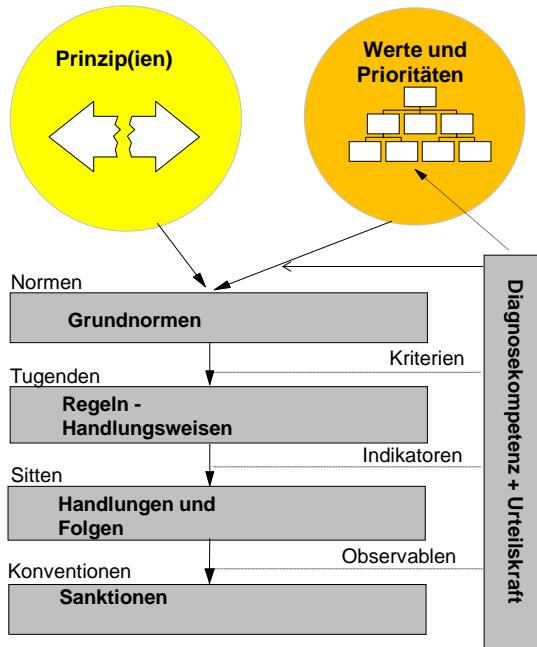 Prinzip(ien)
Werte und
Prioritäten
Normen
Grundnormen
Kriterien
Tugenden
Regeln -
Handlungsweisen
Indikatoren
Sitten
Handlungen und
Folgen
Observablen
Konventionen
Sanktionen
Diagnosekompetenz + Urteilskraft